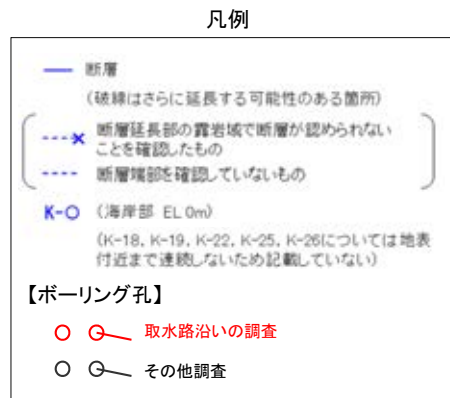 凡例
断層
(破線はさらに延長する可能性のある箇所)
断層延長部の露岩域で断層が認められない
ことを確認したもの
断層端部を確認していないもの
K-○ (海岸部 EL 0m)
(K-18, K-19, K-22, K-25, K-26については地表
付近まで連続しないため記載していない)
【ボーリング孔】
取水路沿いの調査
その他調査